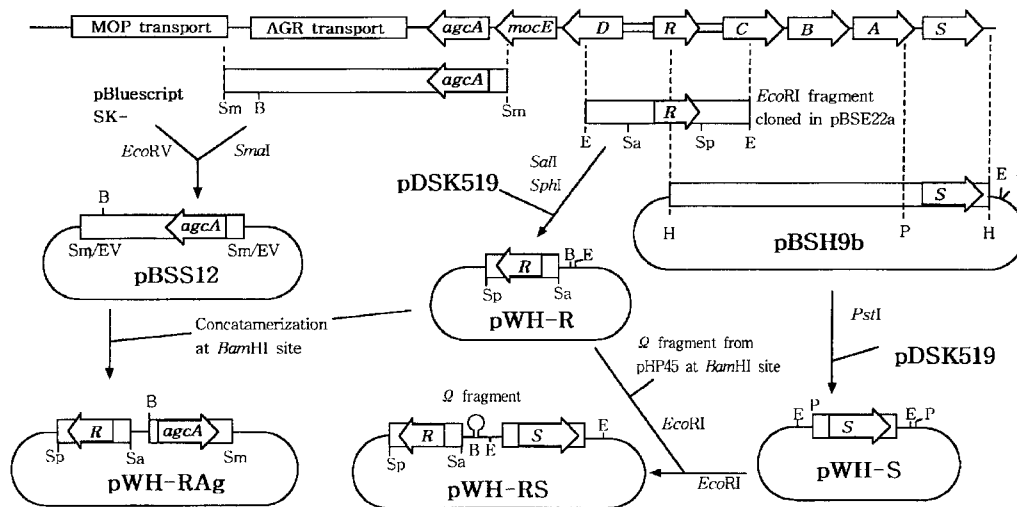 MOP transport AGR transport agcA mocE D R C B A S
agcA
Sm B Sm
pBluescript
SK-
EcoRV SmaI
R
EcoRI fragment
cloned in pBSE22a
E Sa Sp E
SalI
SphI
pDSK519
S E
H P H
pBSH9b
B
agcA
Sm/EV Sm/EV
pBSS12
R B E
Sp Sa
pWH-R
Concatamerization
at BamHI site
PstI
pDSK519
Ω fragment from
pHP45 at BamHI site
Ω fragment
EcoRI
B
R agcA
Sp Sa Sm
pWH-RAg
R S E
Sp Sa B E
pWH-RS
EcoRI
E P S E P
pWH-S